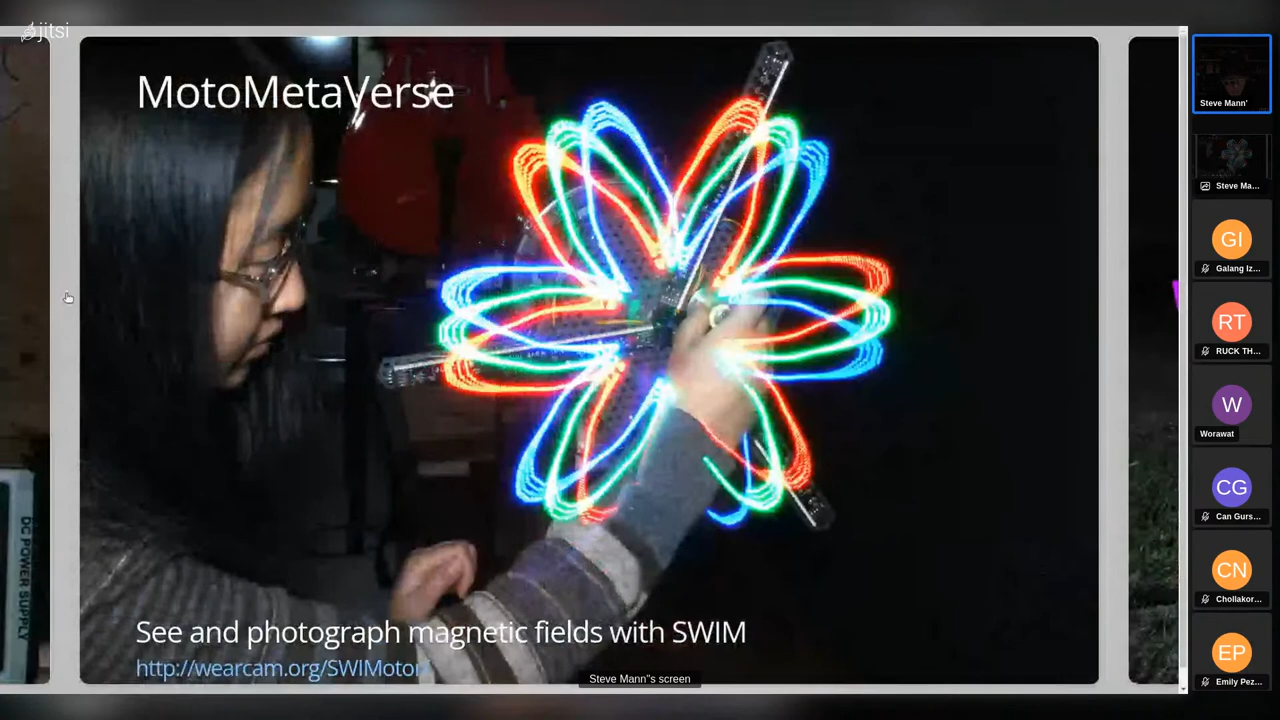 jitsi
MotoMetaVerse
See and photograph magnetic fields with SWIM
http://wearcam.org/SWIMotor/
DC POWER SUPPLY
Steve Mann"s screen
Steve Mann'
Steve Ma...
GI
Galang Iz...
RT
RUCK TH...
W
Worawat
CG
Can Gurs...
CN
Chollakor...
EP
Emily Pez...